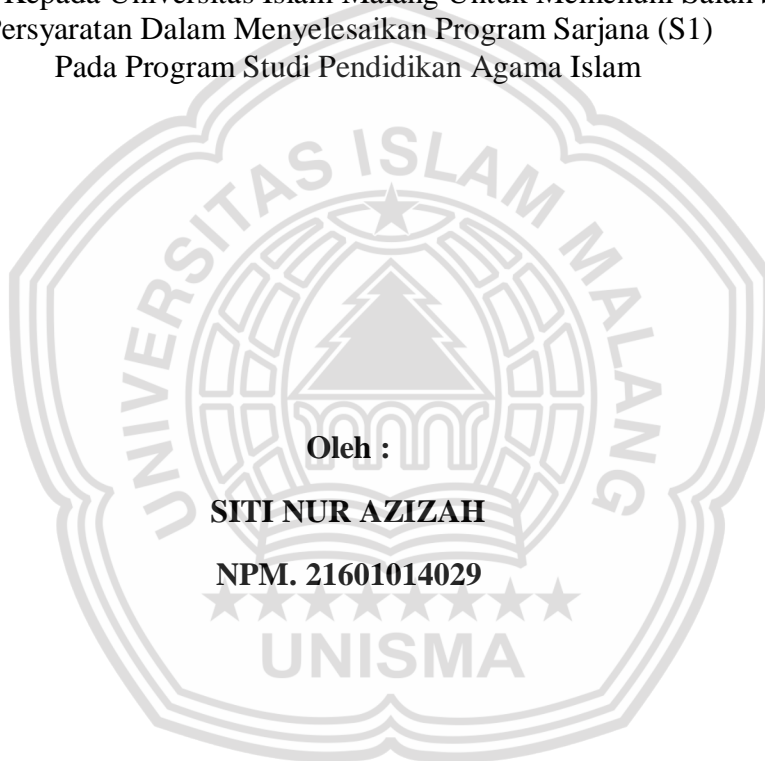 Kepada Universitas Islam Malang Untuk Memenuhi Salah
Persyaratan Dalam Menyelesaikan Program Sarjana (S1)
Pada Program Studi Pendidikan Agama Islam
UNIVERSITAS ISLAM MALANG
Oleh :
SITI NUR AZIZAH
NPM. 21601014029
UNISMA